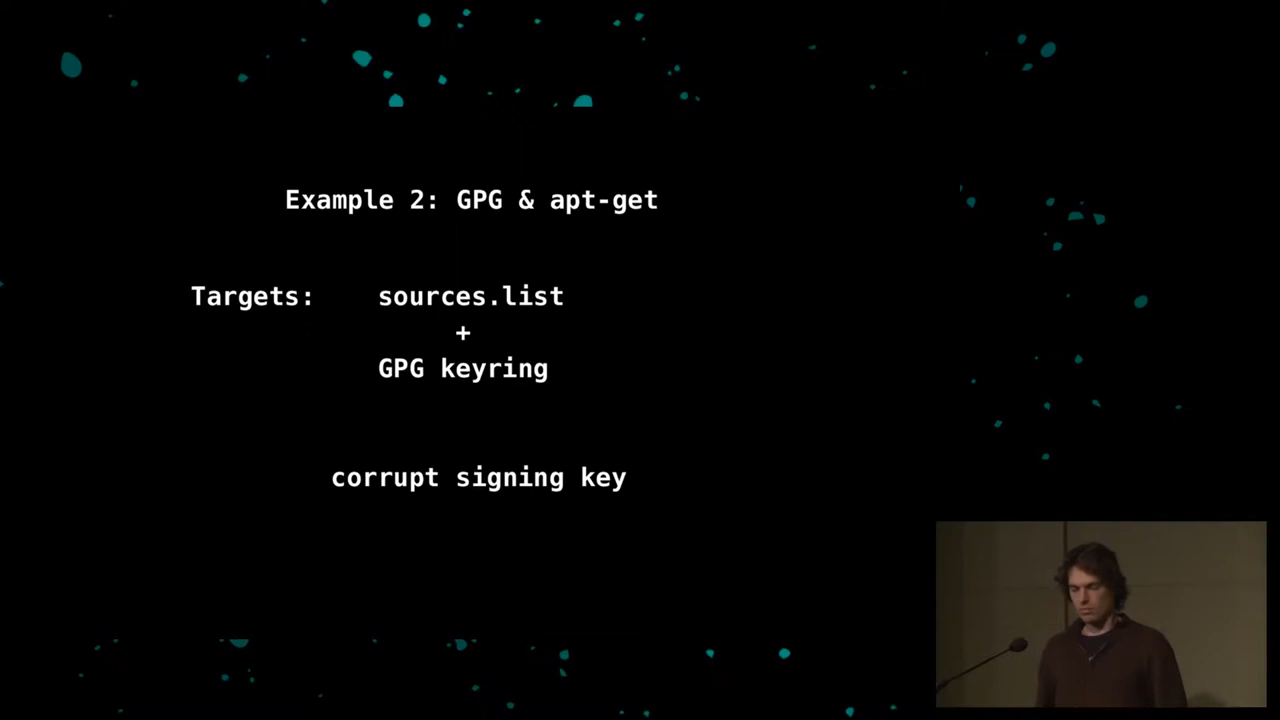 Example 2: GPG & apt-get
Targets: sources.list
+
GPG keyring
corrupt signing key